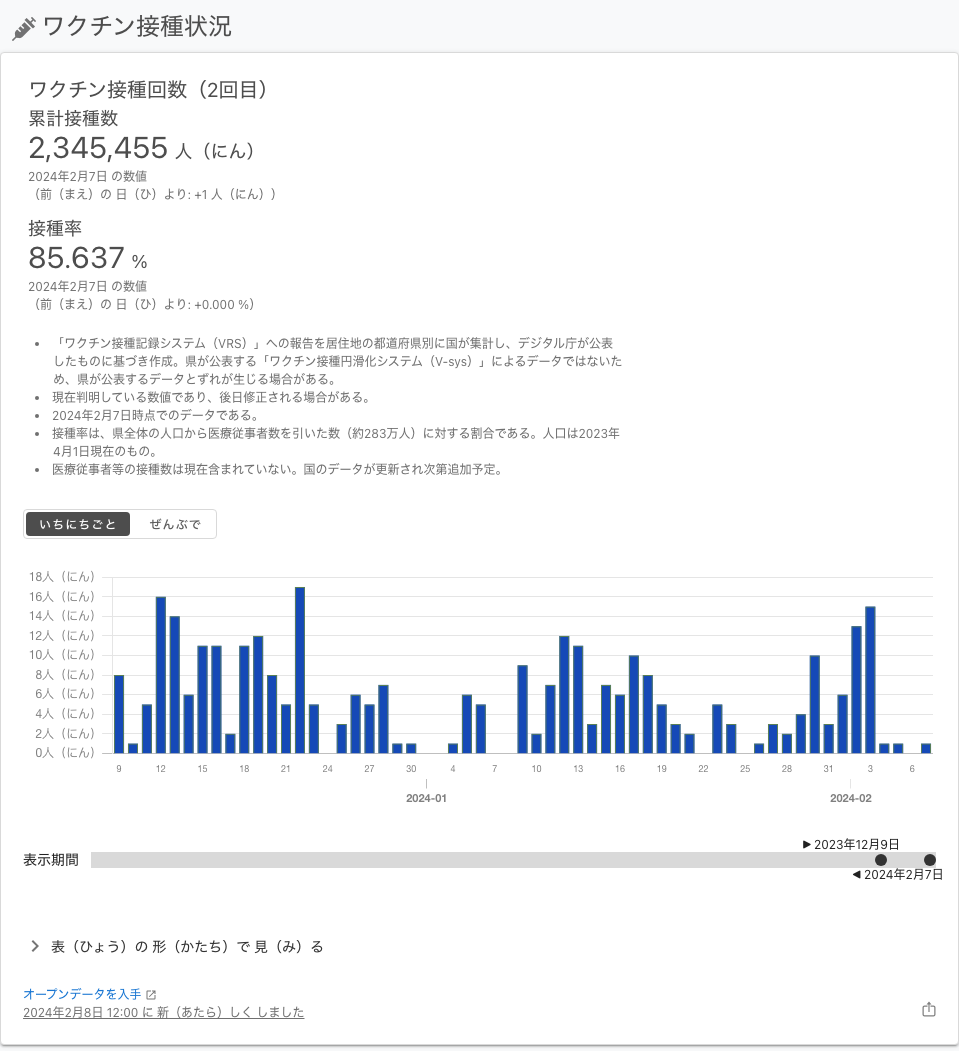 ワクチン接種状況
ワクチン接種回数（2回目）
累計接種数
2,345,455 人（にん）
2024年2月7日 の数値
（前（まえ）の 日（ひ）より: +1 人（にん））
接種率
85.637 %
2024年2月7日 の数値
（前（まえ）の 日（ひ）より: +0.000 %）
• 「ワクチン接種記録システム（VRS）」への報告を居住地の都道府県別に国が集計し、デジタル庁が公表
したものに基づき作成。県が公表する「ワクチン接種円滑化システム（V-sys）」によるデータではないた
め、県が公表するデータとずれが生じる場合がある。
• 現在判明している数値であり、後日修正される場合がある。
• 2024年2月7日時点でのデータである。
• 接種率は、県全体の人口から医療従事者数を引いた数（約283万人）に対する割合である。人口は2023年
4月1日現在のもの。
• 医療従事者等の接種数は現在含まれていない。国のデータが更新され次第追加予定。
いちにちごと ぜんぶで
18人（にん）
16人（にん）
14人（にん）
12人（にん）
10人（にん）
8人（にん）
6人（にん）
4人（にん）
2人（にん）
0人（にん）
9 12 15 18 21 24 27 30 4 7 10 13 16 19 22 25 28 31 3 6
2024-01 2024-02
▶ 2023年12月9日
表示期間
◀ 2024年2月7日
表（ひょう）の 形（かたち）で 見（み）る
オープンデータを入手
2024年2月8日 12:00 に 新（あたら）しく しました